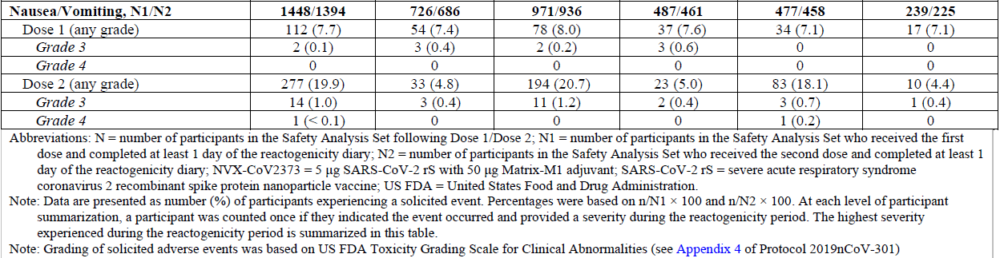 Nausea/Vomiting, N1/N2 1448/1394 726/686 971/936 487/461 477/458 239/225
Dose 1 (any grade) 112 (7.7) 54 (7.4) 78 (8.0) 37 (7.6) 34 (7.1) 17 (7.1)
Grade 3 2 (0.1) 3 (0.4) 2 (0.2) 3 (0.6) 0 0
Grade 4 0 0 0 0 0 0
Dose 2 (any grade) 277 (19.9) 33 (4.8) 194 (20.7) 23 (5.0) 83 (18.1) 10 (4.4)
Grade 3 14 (1.0) 3 (0.4) 11 (1.2) 2 (0.4) 3 (0.7) 1 (0.4)
Grade 4 1 (< 0.1) 0 0 0 1 (0.2) 0
Abbreviations: N = number of participants in the Safety Analysis Set following Dose 1/Dose 2; N1 = number of participants in the Safety Analysis Set who received the first
dose and completed at least 1 day of the reactogenicity diary; N2 = number of participants in the Safety Analysis Set who received the second dose and completed at least 1
day of the reactogenicity diary; NVX-CoV2373 = 5 μg SARS-CoV-2 rS with 50 μg Matrix-M1 adjuvant; SARS-CoV-2 rS = severe acute respiratory syndrome
coronavirus 2 recombinant spike protein nanoparticle vaccine; US FDA = United States Food and Drug Administration.
Note: Data are presented as number (%) of participants experiencing a solicited event. Percentages were based on n/N1 × 100 and n/N2 × 100. At each level of participant
summarization, a participant was counted once if they indicated the event occurred and provided a severity during the reactogenicity period. The highest severity
experienced during the reactogenicity period is summarized in this table.
Note: Grading of solicited adverse events was based on US FDA Toxicity Grading Scale for Clinical Abnormalities (see Appendix 4 of Protocol 2019nCoV-301)